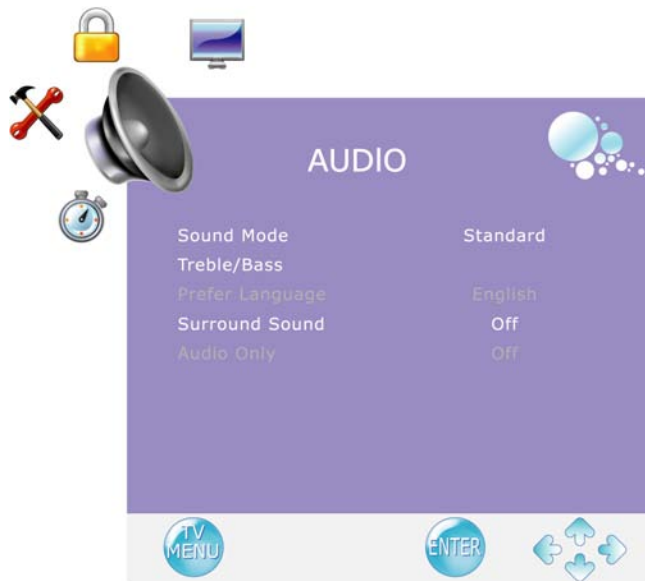 AUDIO
Sound Mode Standard
Treble/Bass
Prefer Language English
Surround Sound Off
Audio Only Off
TV
MENU
ENTER